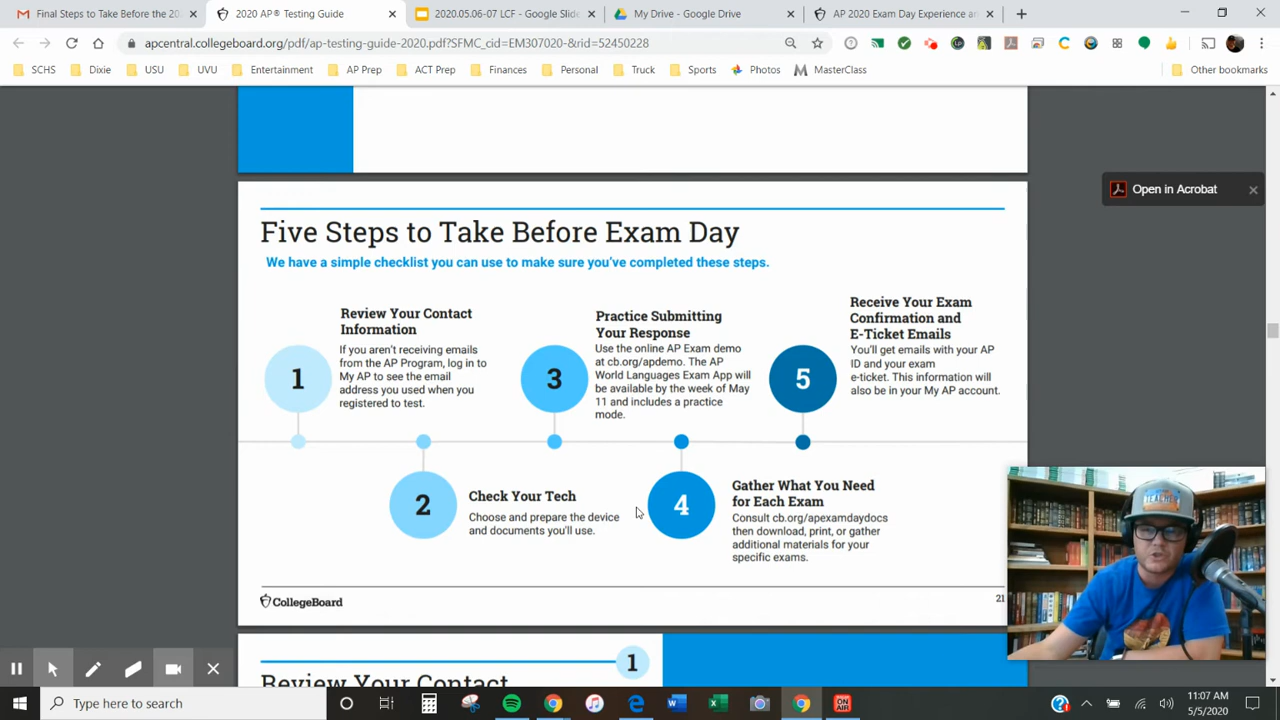 Final Steps to Take Before the 20
2020 AP® Testing Guide
2020.05.06-07 LCF - Google Slide
My Drive - Google Drive
AP 2020 Exam Day Experience an
apcentral.collegeboard.org/pdf/ap-testing-guide-2020.pdf?SFMC_cid=EM307020-&rid=52450228
SCHS
Dixie
USU
UVU
Entertainment
AP Prep
ACT Prep
Finances
Personal
Truck
Sports
Photos
MasterClass
Other bookmarks
Open in Acrobat
Five Steps to Take Before Exam Day
We have a simple checklist you can use to make sure you've completed these steps.
1
Review Your Contact
Information
If you aren't receiving emails
from the AP Program, log in to
My AP to see the email
address you used when you
registered to test.
2
Check Your Tech
Choose and prepare the device
and documents you'll use.
3
Practice Submitting
Your Response
Use the online AP Exam demo
at cb.org/apdemo. The AP
World Languages Exam App will
be available by the week of May
11 and includes a practice
mode.
4
Gather What You Need
for Each Exam
Consult cb.org/apexamdaydocs
then download, print, or gather
additional materials for your
specific exams.
5
Receive Your Exam
Confirmation and
E-Ticket Emails
You'll get emails with your AP
ID and your exam
e-ticket. This information will
also be in your My AP account.
CollegeBoard
21
1
Review Your Contact
TEACHER
Type here to search
ON AIR
11:07 AM
5/5/2020